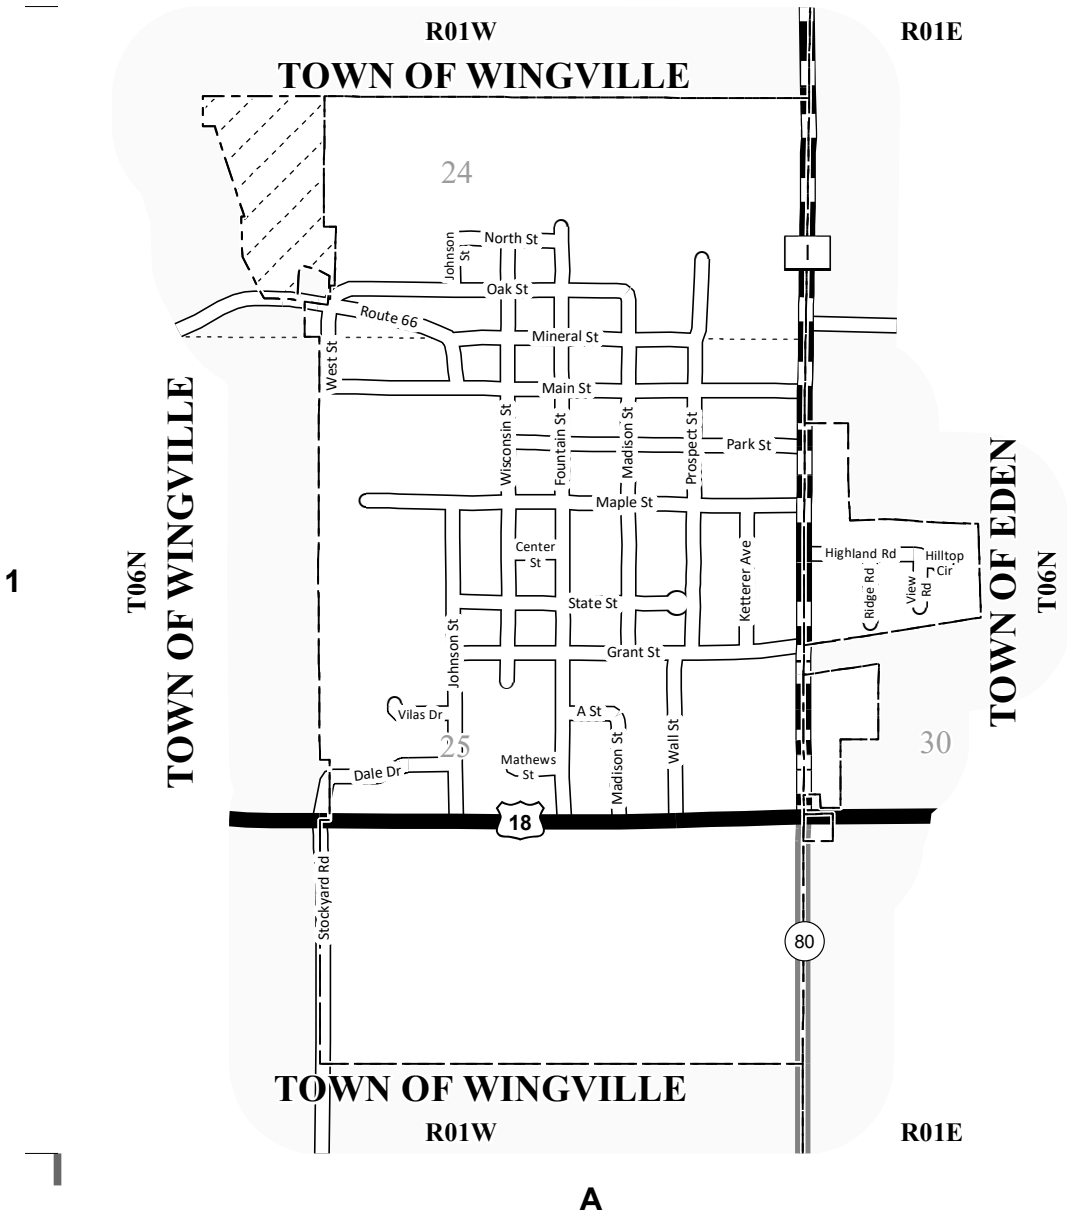 R01W
R01E
TOWN OF WINGVILLE
24
North St
Johnson
St
I
Oak St
Route 66
Mineral St
West St
Main St
Wisconsin St
Fountain St
Madison St
Prospect St
Park St
TOWN OF WINGVILLE
TOWN OF EDEN
Maple St
Center
St
Ketterer Ave
Highland Rd
Hilltop
Cir
Ridge Rd
View
Rd
1
T06N
T06N
State St
Johnson St
Grant St
Vilas Dr
A St
Madison St
Wall St
25
30
Mathews
St
Dale Dr
18
Stockyard Rd
80
TOWN OF WINGVILLE
R01W
R01E
A